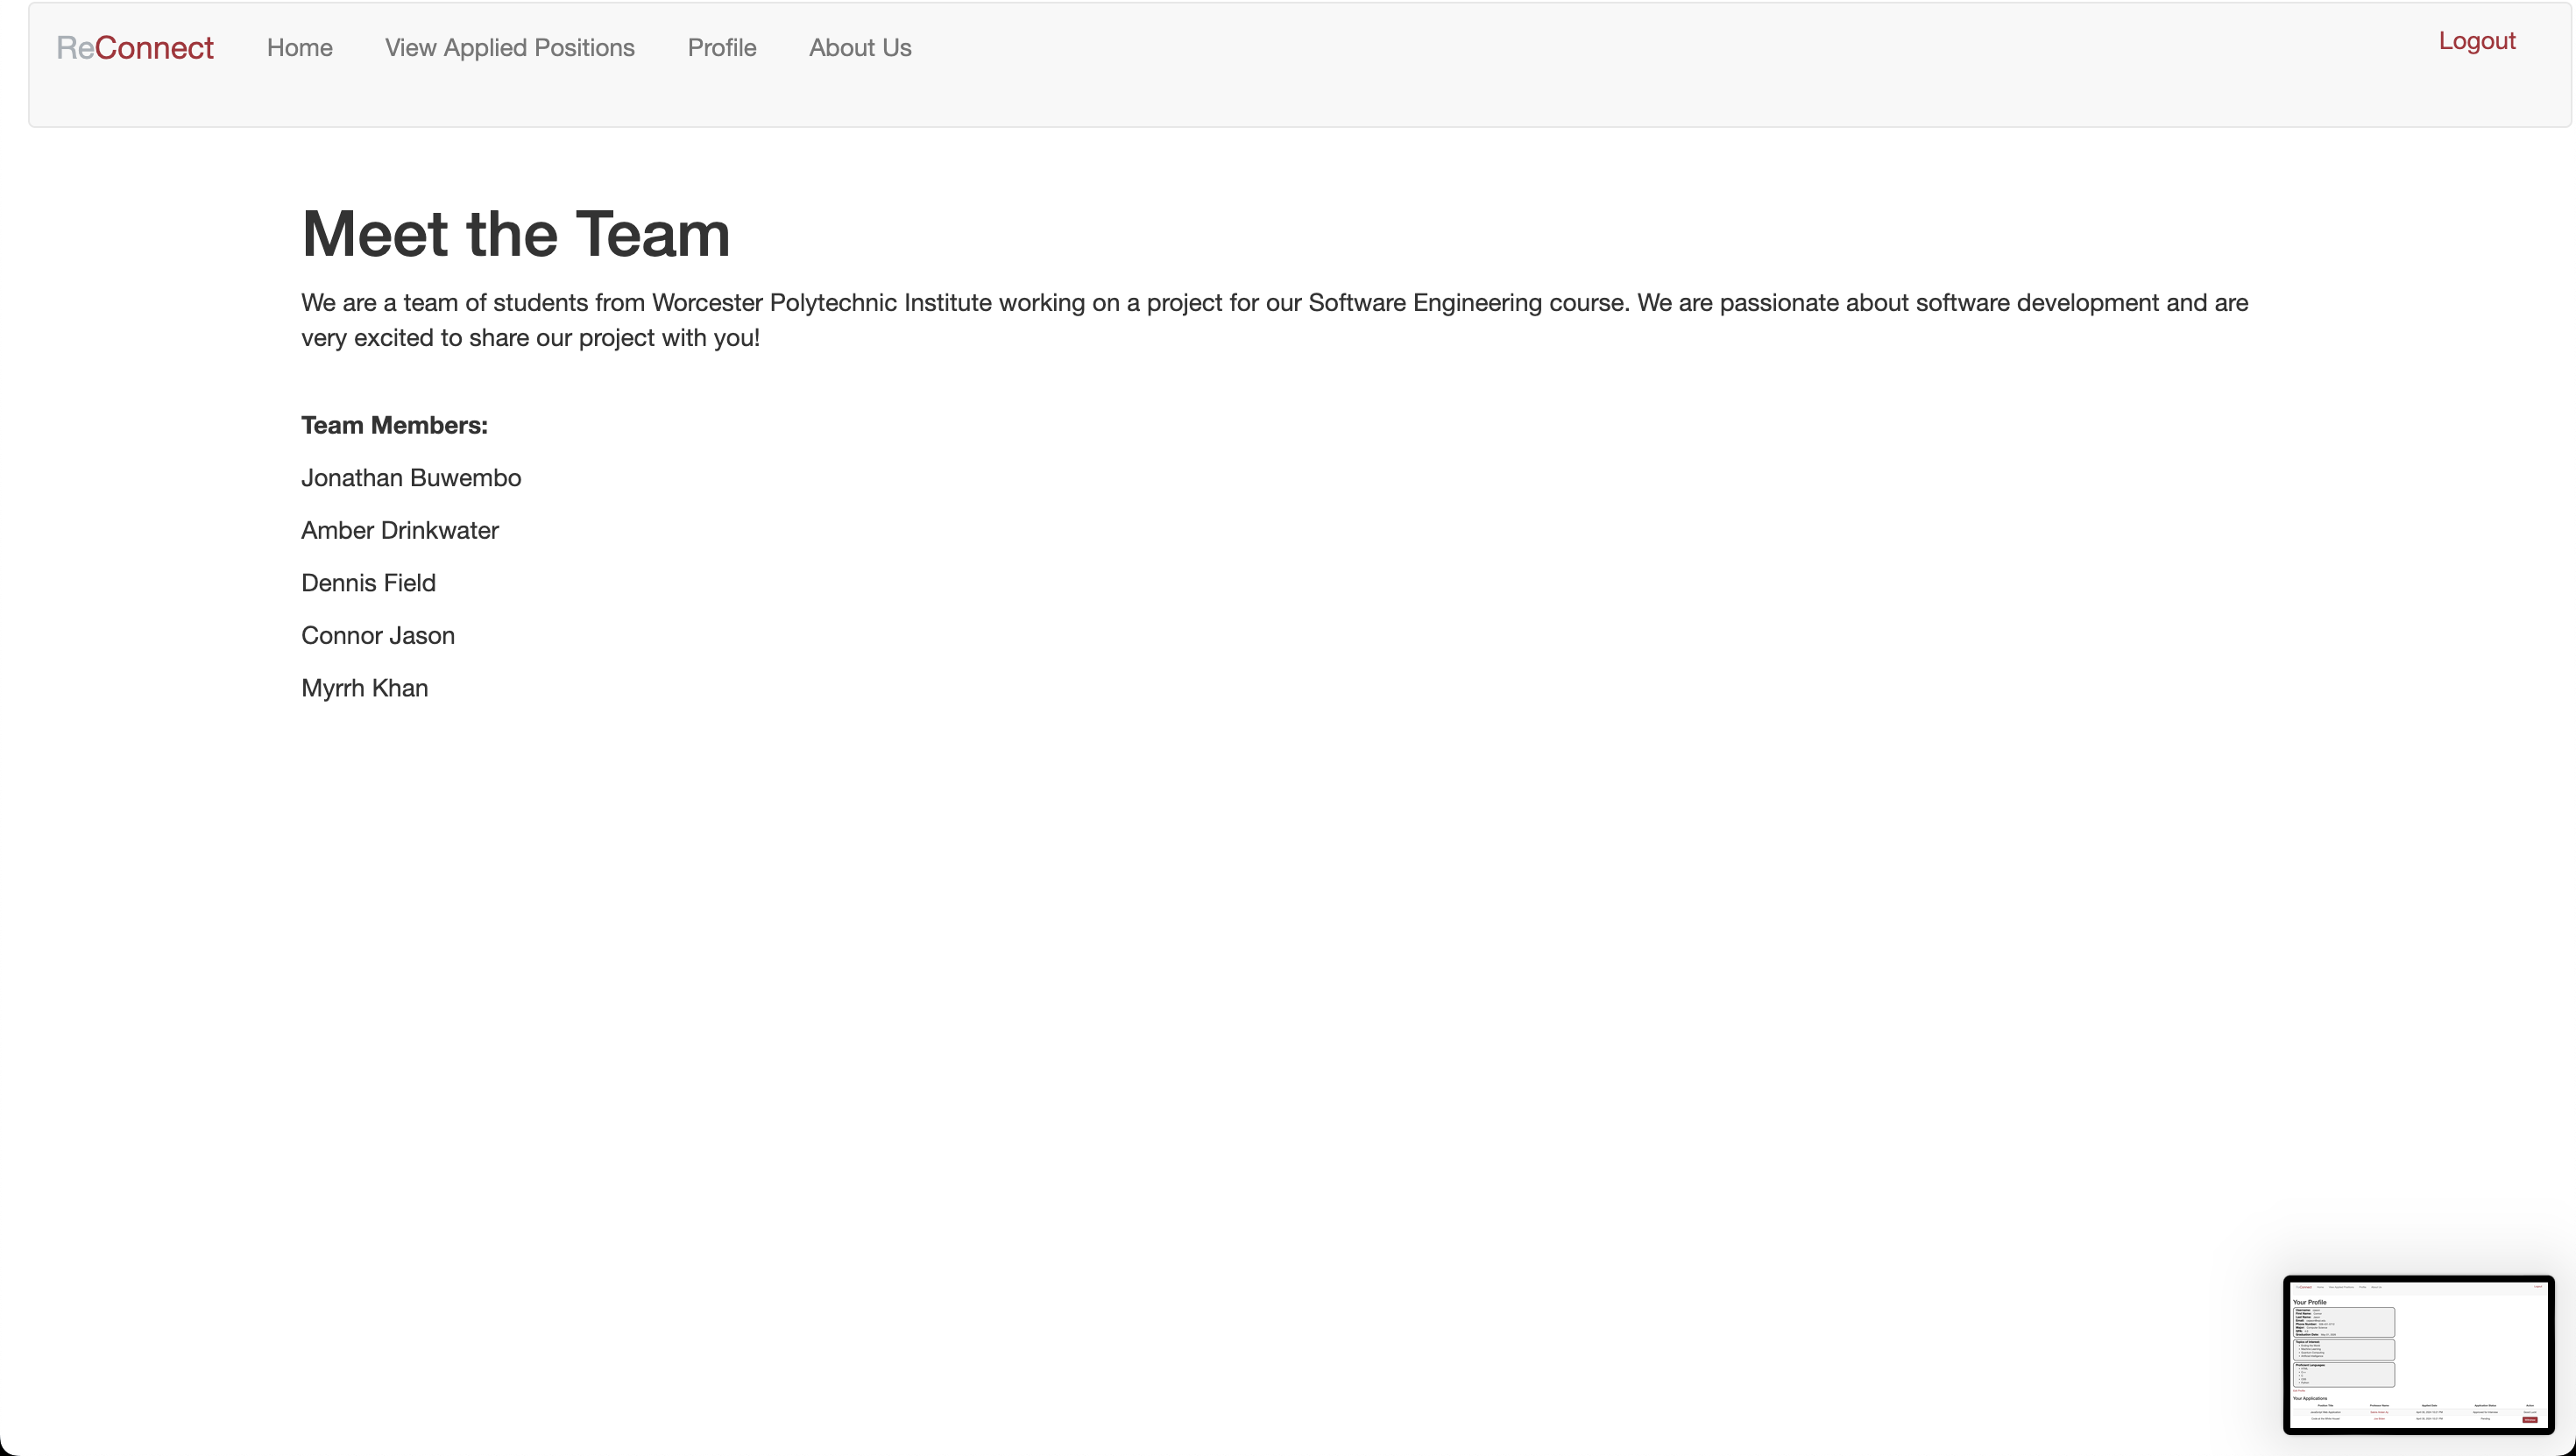 ReConnect Home View Applied Positions Profile About Us Logout
Meet the Team
We are a team of students from Worcester Polytechnic Institute working on a project for our Software Engineering course. We are passionate about software development and are
very excited to share our project with you!
Team Members:
Jonathan Buwembo
Amber Drinkwater
Dennis Field
Connor Jason
Myrrh Khan
Your Profile
Your Applications